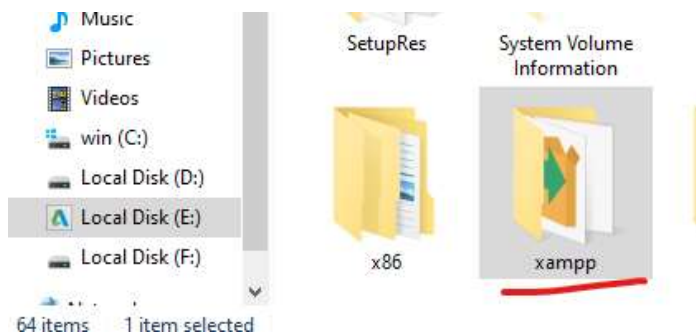 Music
Pictures
Videos
win (C:)
Local Disk (D:)
Local Disk (E:)
Local Disk (F:)
SetupRes
System Volume
Information
x86
xampp
64 items 1 item selected